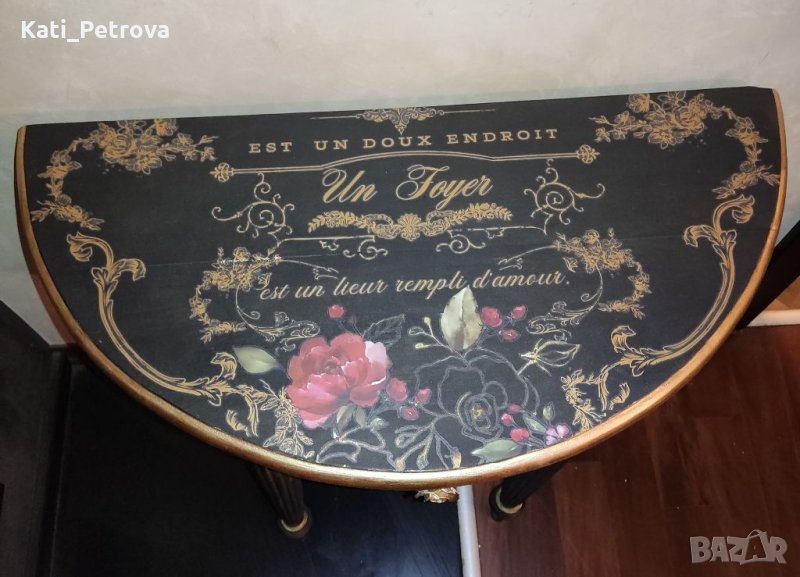 Kati_Petrova
EST UN DOUX ENDROIT
Un Foyer
est un lieur rempli d'amour.
BAZAR